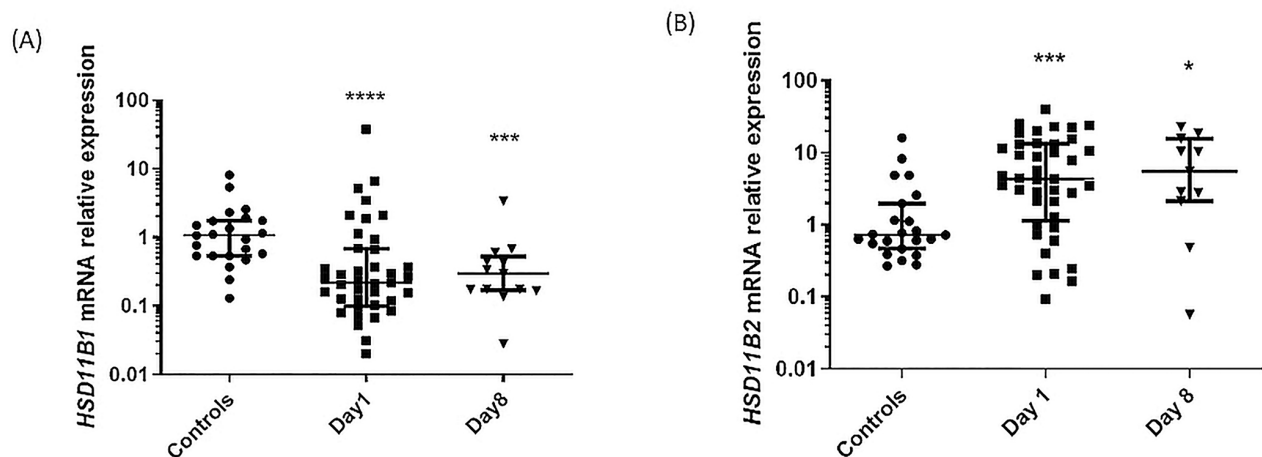 (A)
HSD11B1 mRNA relative expression
100
10
1
0.1
0.01
****
***
Controls
Day1
Day8
(B)
HSD11B2 mRNA relative expression
100
10
1
0.1
0.01
***
*
Controls
Day 1
Day 8